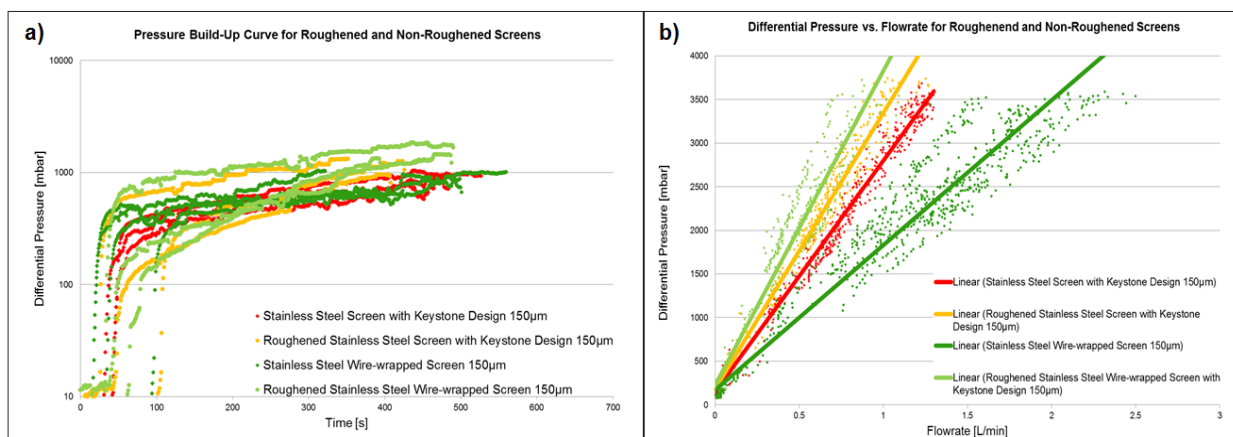 a)
Pressure Build-Up Curve for Roughened and Non-Roughened Screens
Differential Pressure [mbar]
10000
1000
100
10
0
100
200
300
400
500
600
700
Time [s]
Stainless Steel Screen with Keystone Design 150µm
Roughened Stainless Steel Screen with Keystone Design 150µm
Stainless Steel Wire-wrapped Screen 150µm
Roughened Stainless Steel Wire-wrapped Screen 150µm
b)
Differential Pressure vs. Flowrate for Roughenend and Non-Roughened Screens
Differential Pressure [mbar]
4000
3500
3000
2500
2000
1500
1000
500
0
0
0.5
1
1.5
2
2.5
3
Flowrate [L/min]
Linear (Stainless Steel Screen with Keystone Design 150µm)
Linear (Roughened Stainless Steel Screen with Keystone
Design 150µm)
Linear (Stainless Steel Wire-wrapped Screen 150µm)
Linear (Roughened Stainless Steel Wire-wrapped Screen with
Keystone Design 150µm)